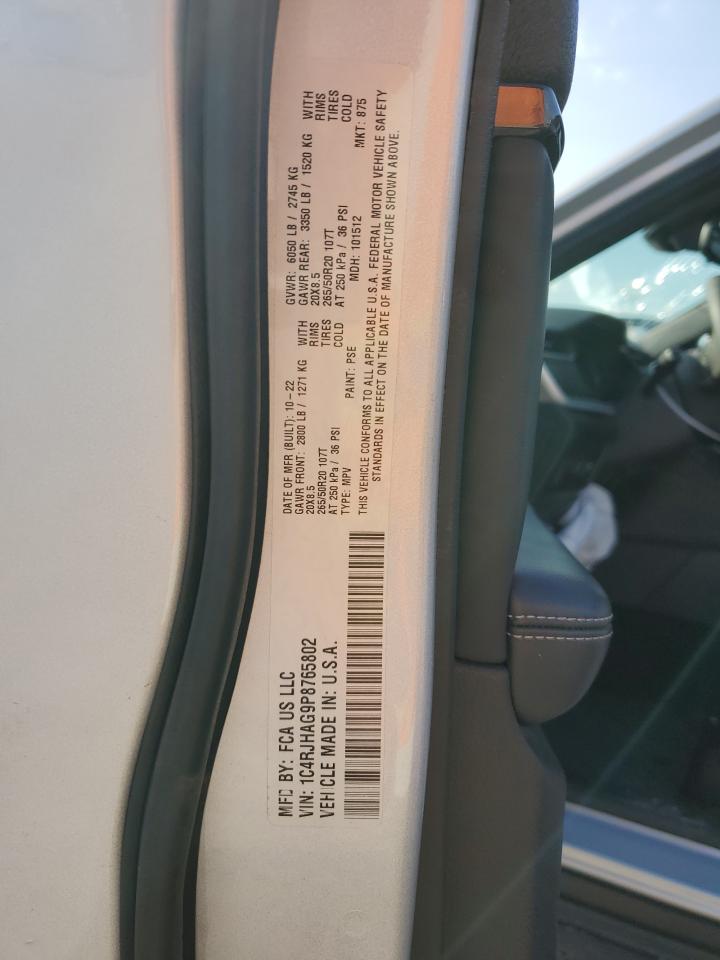 MFD BY: FCA US LLC
VIN: 1C4RJHAG9P8765802
VEHICLE MADE IN: U.S.A.
DATE OF MFR (BUILT): 10-22
GAWR FRONT: 2800 LB / 1271 KG WITH
20X8.5 RIMS
265/50R20 107T TIRES
AT 250 kPa / 36 PSI COLD
TYPE: MPV PAINT: PSE
GVWR: 6050 LB / 2745 KG
GAWR REAR: 3350 LB / 1520 KG WITH
20X8.5 RIMS
265/50R20 107T TIRES
AT 250 kPa / 36 PSI COLD
MDH: 101512 MKT: 875
THIS VEHICLE CONFORMS TO ALL APPLICABLE U.S.A. FEDERAL MOTOR VEHICLE SAFETY
STANDARDS IN EFFECT ON THE DATE OF MANUFACTURE SHOWN ABOVE.